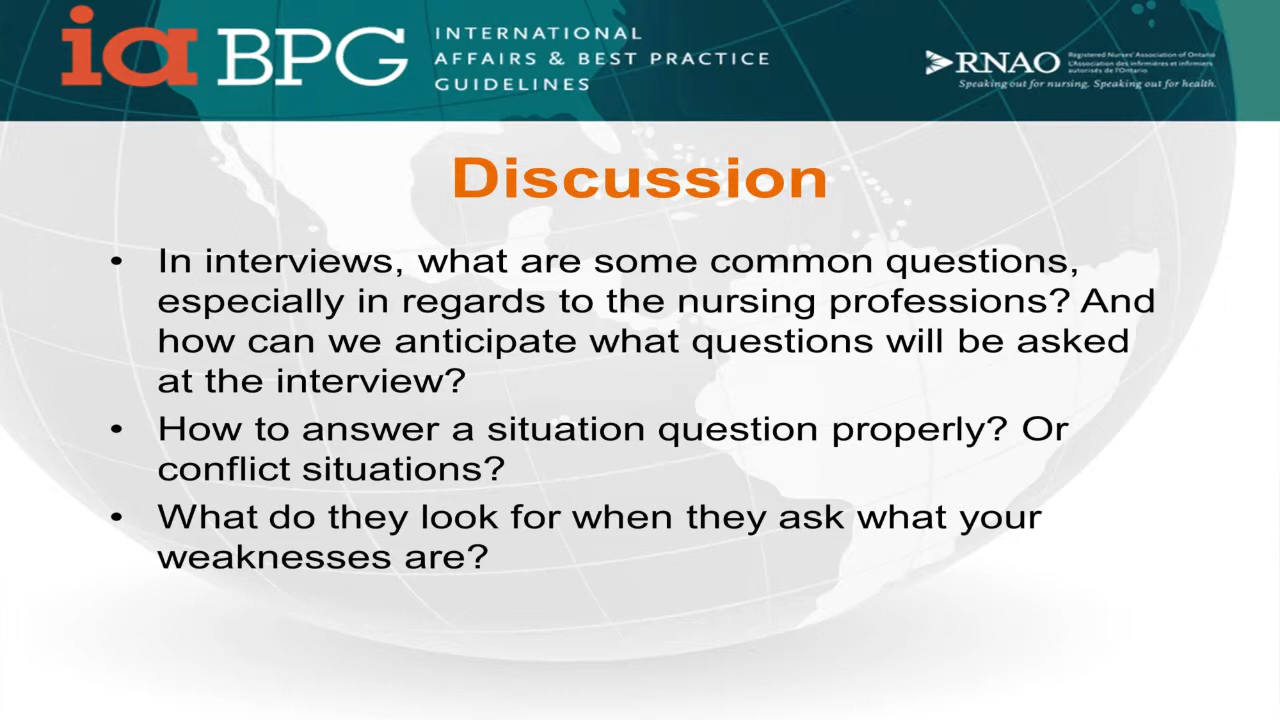 ia BPG
INTERNATIONAL
AFFAIRS & BEST PRACTICE
GUIDELINES
RNAO
Registered Nurses' Association of Ontario
L'Association des infirmières et infirmiers
autorisés de l'Ontario
Speaking out for nursing. Speaking out for health.
Discussion
• In interviews, what are some common questions,
especially in regards to the nursing professions? And
how can we anticipate what questions will be asked
at the interview?
• How to answer a situation question properly? Or
conflict situations?
• What do they look for when they ask what your
weaknesses are?